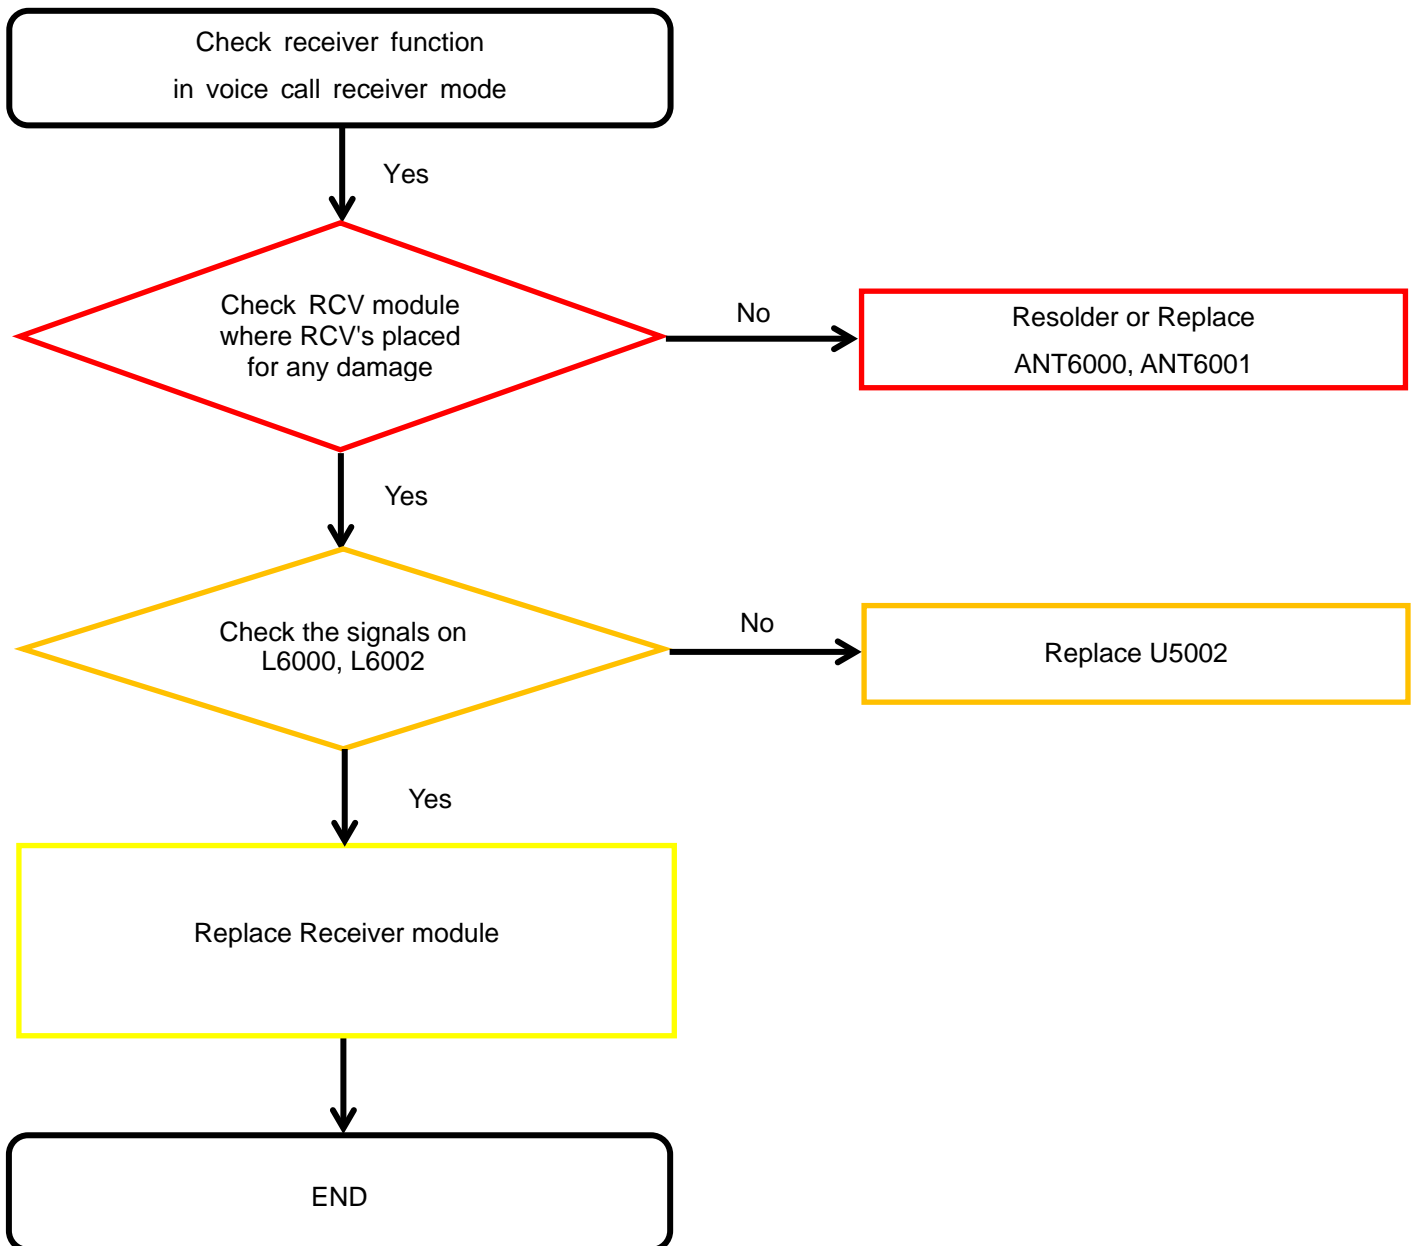 Check receiver function
in voice call receiver mode
Yes
Check RCV module
where RCV's placed
for any damage
No
Resolder or Replace
ANT6000, ANT6001
Yes
Check the signals on
L6000, L6002
No
Replace U5002
Yes
Replace Receiver module
END